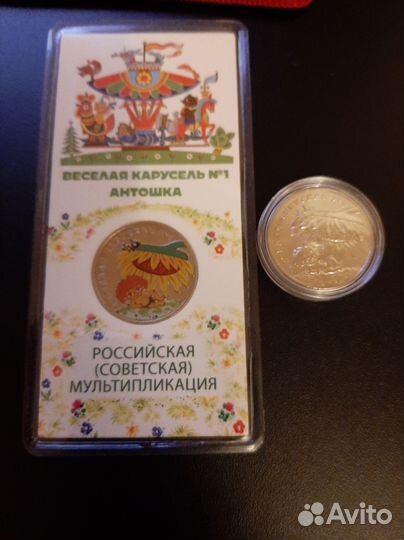 ВЕСЕЛАЯ КАРУСЕЛЬ №1
АНТОШКА
РОССИЙСКАЯ
(СОВЕТСКАЯ)
МУЛЬТИПЛИКАЦИЯ
Avito